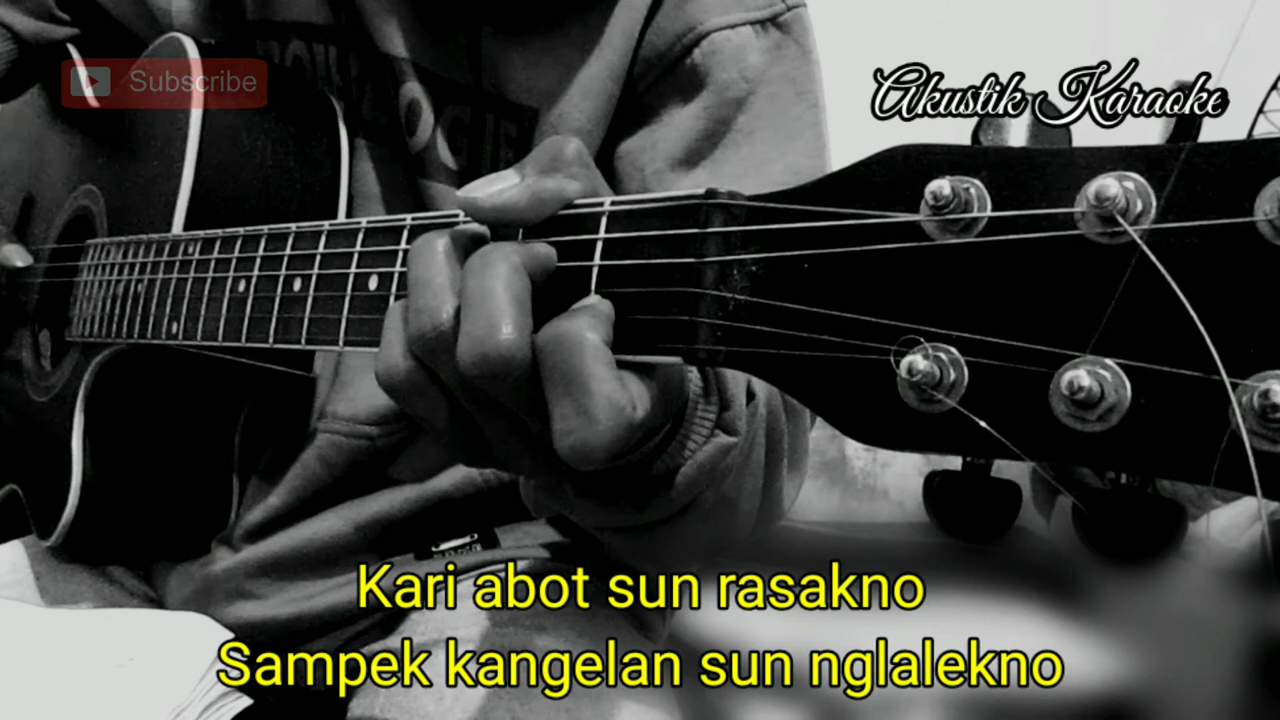 Subscribe
Akustik Karaoke
Kari abot sun rasakno
Sampek kangelan sun nglalekno